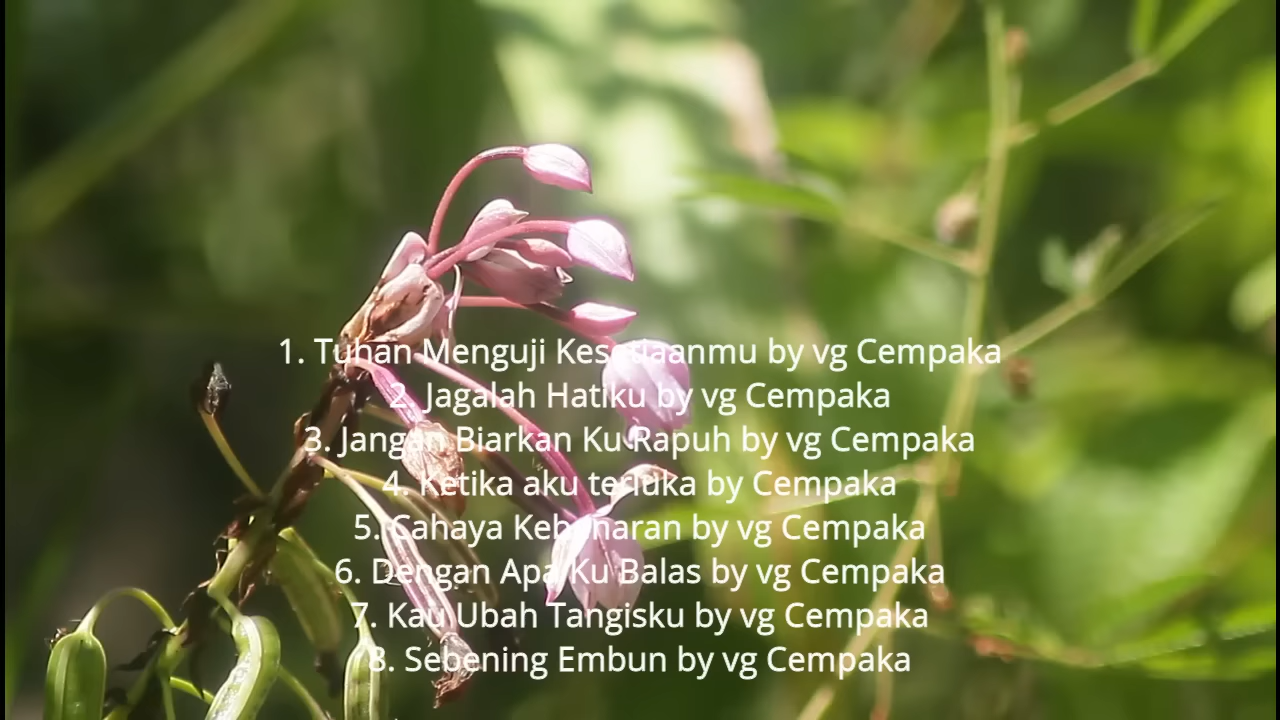 1. Tuhan Menguji Kesetiaanmu by vg Cempaka
2. Jagalah Hatiku by vg Cempaka
3. Jangan Biarkan Ku Rapuh by vg Cempaka
4. Ketika aku terluka by Cempaka
5. Cahaya Kebenaran by vg Cempaka
6. Dengan Apa Ku Balas by vg Cempaka
7. Kau Ubah Tangisku by vg Cempaka
8. Sebening Embun by vg Cempaka